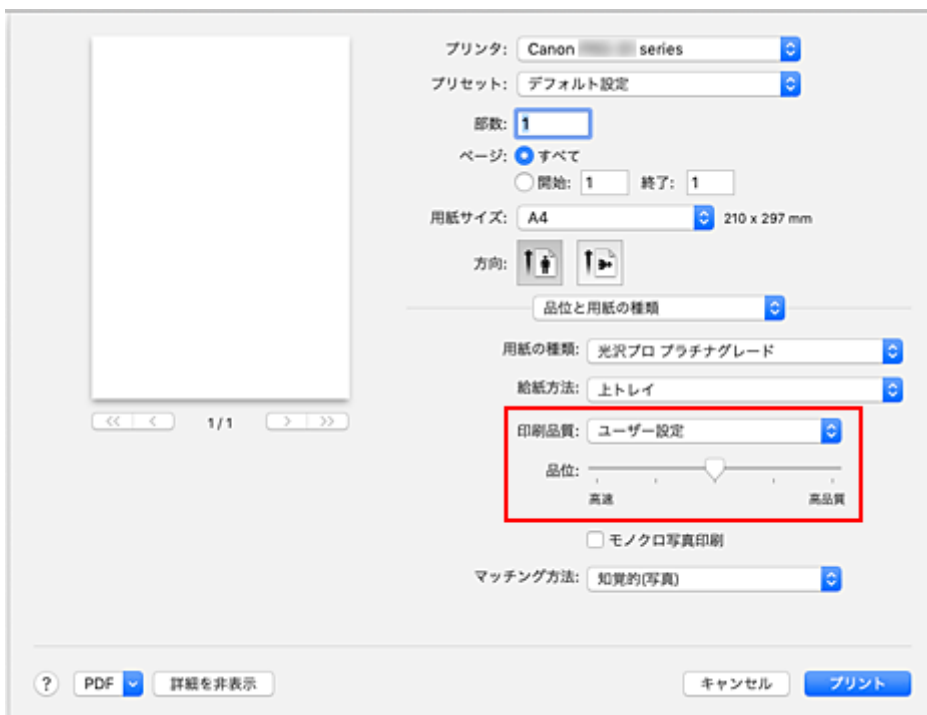 プリンタ: Canon series
プリセット: デフォルト設定
部数: 1
ページ: すべて
開始: 1 終了: 1
用紙サイズ: A4 210 x 297 mm
方向:
品位と用紙の種類
用紙の種類: 光沢プロ プラチナグレード
給紙方法: 上トレイ
<< < 1/1 > >>
印刷品質: ユーザー設定
品位:
高速 高品質
モノクロ写真印刷
マッチング方法: 知覚的(写真)
? PDF 詳細を非表示 キャンセル プリント